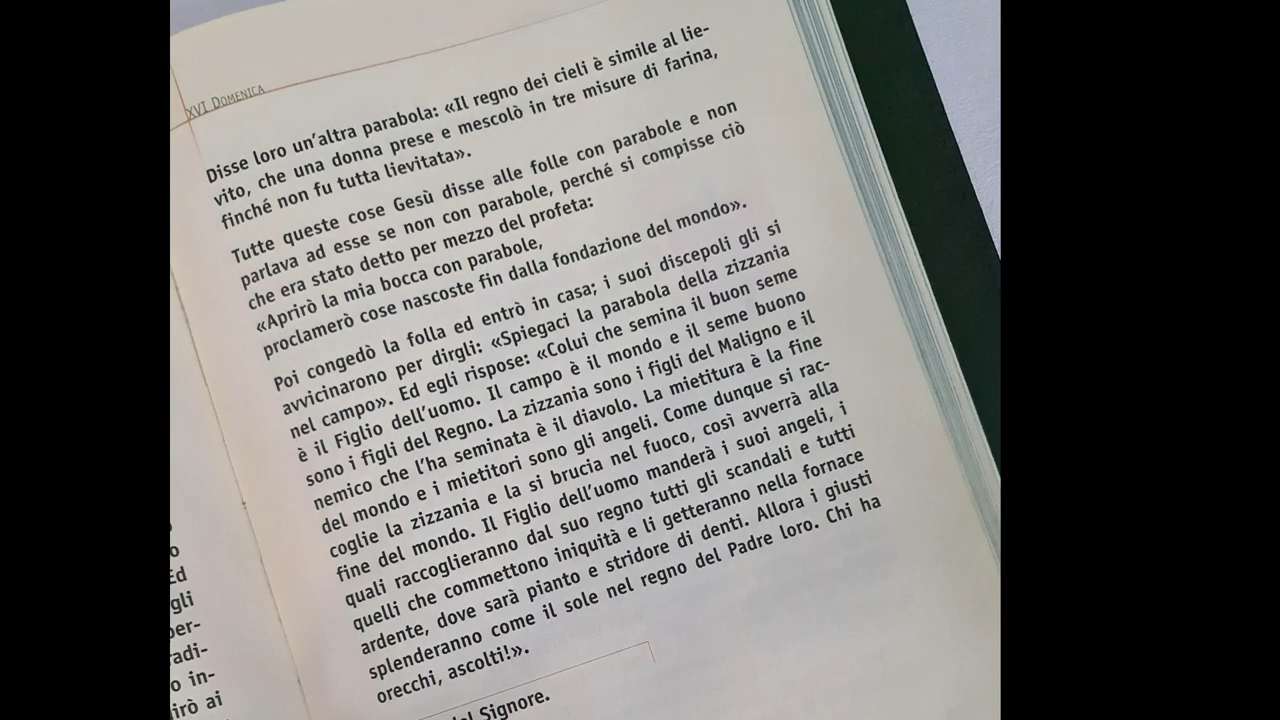 XVI DOMENICA
Disse loro un'altra parabola: «Il regno dei cieli è simile al lie-
vito, che una donna prese e mescolò in tre misure di farina,
finché non fu tutta lievitata».
Tutte queste cose Gesù disse alle folle con parabole e non
parlava ad esse se non con parabole, perché si compisse ciò
che era stato detto per mezzo del profeta:
«Aprirò la mia bocca con parabole,
proclamerò cose nascoste fin dalla fondazione del mondo».
Poi congedò la folla ed entrò in casa; i suoi discepoli gli si
avvicinarono per dirgli: «Spiegaci la parabola della zizzania
nel campo». Ed egli rispose: «Colui che semina il buon seme
è il Figlio dell'uomo. Il campo è il mondo e il seme buono
sono i figli del Regno. La zizzania sono i figli del Maligno e il
nemico che l'ha seminata è il diavolo. La mietitura è la fine
del mondo e i mietitori sono gli angeli. Come dunque si rac-
coglie la zizzania e la si brucia nel fuoco, così avverrà alla
fine del mondo. Il Figlio dell'uomo manderà i suoi angeli, i
quali raccoglieranno dal suo regno tutti gli scandali e tutti
quelli che commettono iniquità e li getteranno nella fornace
ardente, dove sarà pianto e stridore di denti. Allora i giusti
splenderanno come il sole nel regno del Padre loro. Chi ha
orecchi, ascolti!».
Signore.
o
Ed
gli
per-
radi-
o in-
irò ai